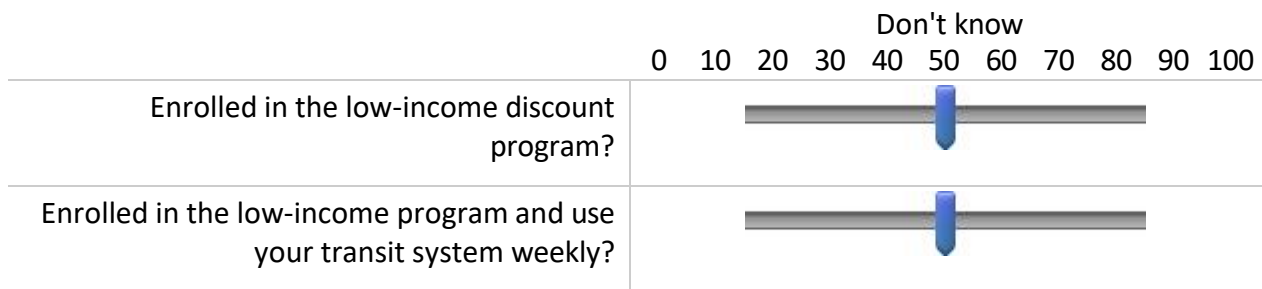 Don't know
0 10 20 30 40 50 60 70 80 90 100
Enrolled in the low-income discount
program?
Enrolled in the low-income program and use
your transit system weekly?